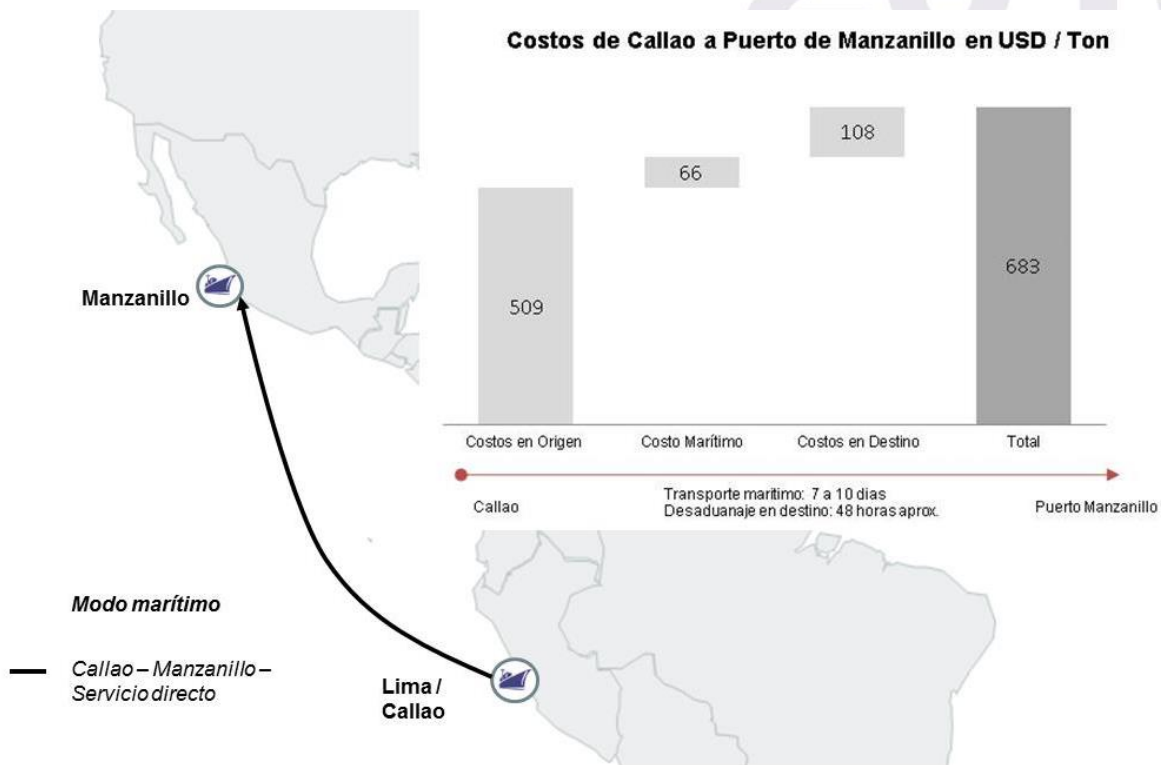 Costos de Callao a Puerto de Manzanillo en USD / Ton
108
66
683
509
Costos en Origen
Costo Marítimo
Costos en Destino
Total
Callao
Transporte maritimo: 7 a 10 dias
Desaduanaje en destino: 48 horas aprox.
Puerto Manzanillo
Manzanillo
Modo marítimo
Callao – Manzanillo –
Servicio directo
Lima /
Callao